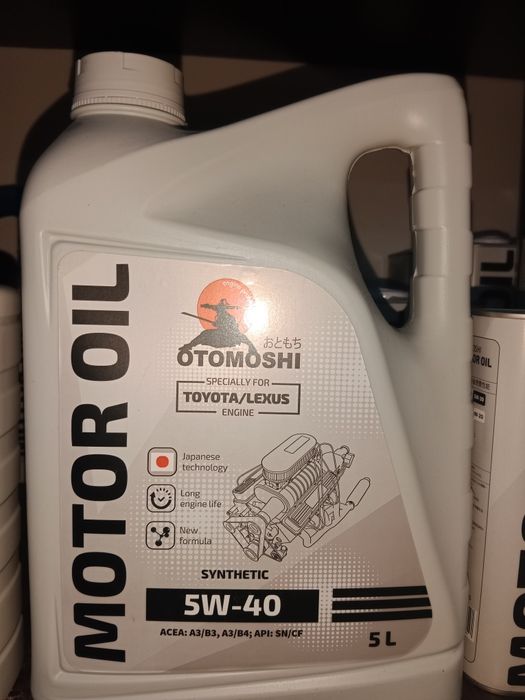 MOTOR OIL
おともち
OTOMOSHI
SPECIALLY FOR
TOYOTA/LEXUS
ENGINE
Japanese
technology
Long
engine life
New
formula
SYNTHETIC
5W-40
ACEA: A3/B3, A3/B4; API: SN/CF
5 L
OIL